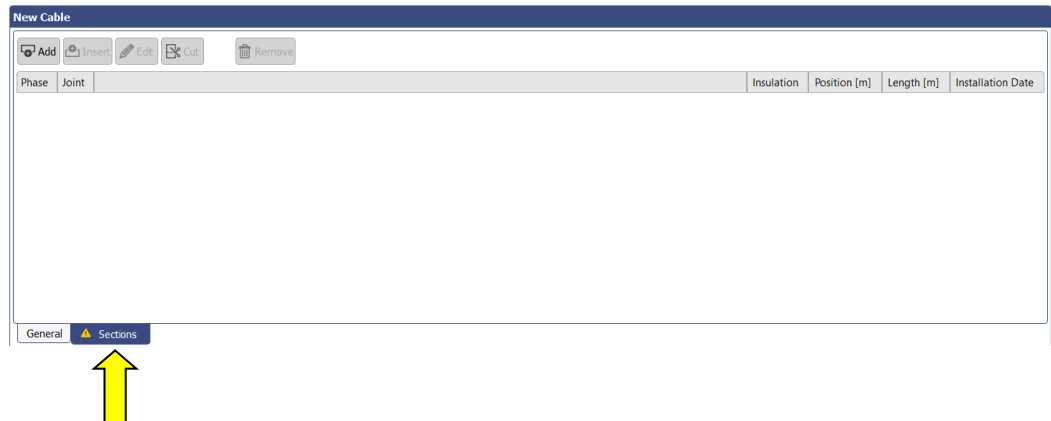 New Cable
Add Insert Edit Cut Remove
Phase Joint Insulation Position [m] Length [m] Installation Date
General Sections